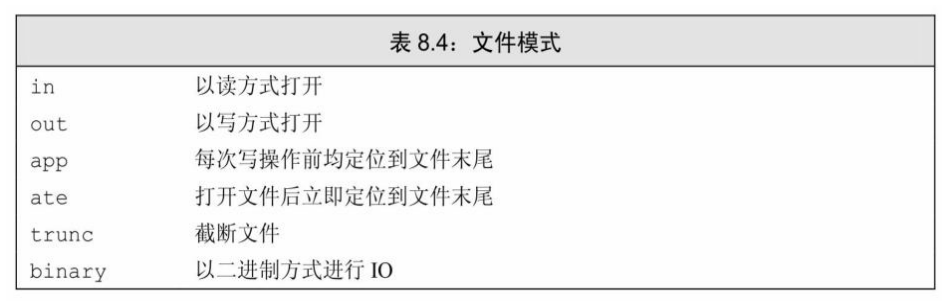 表 8.4：文件模式
in 以读方式打开
out 以写方式打开
app 每次写操作前均定位到文件末尾
ate 打开文件后立即定位到文件末尾
trunc 截断文件
binary 以二进制方式进行 IO